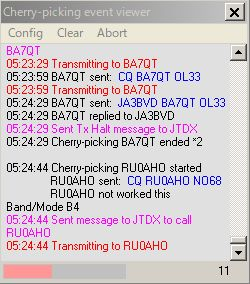 Cherry-picking event viewer
Config Clear Abort
BA7QT
05:23:29 Transmitting to BA7QT
05:23:59 BA7QT sent: CQ BA7QT OL33
05:23:59 Transmitting to BA7QT
05:24:29 BA7QT sent: JA3BVD BA7QT OL33
05:24:29 BA7QT replied to JA3BVD
05:24:29 Sent Tx Halt message to JTDX
05:24:29 Cherry-picking BA7QT ended *2
05:24:44 Cherry-picking RU0AHO started
RU0AHO sent: CQ RU0AHO NO68
RU0AHO not worked this
Band/Mode B4
05:24:44 Sent message to JTDX to call
RU0AHO
05:24:44 Transmitting to RU0AHO
11